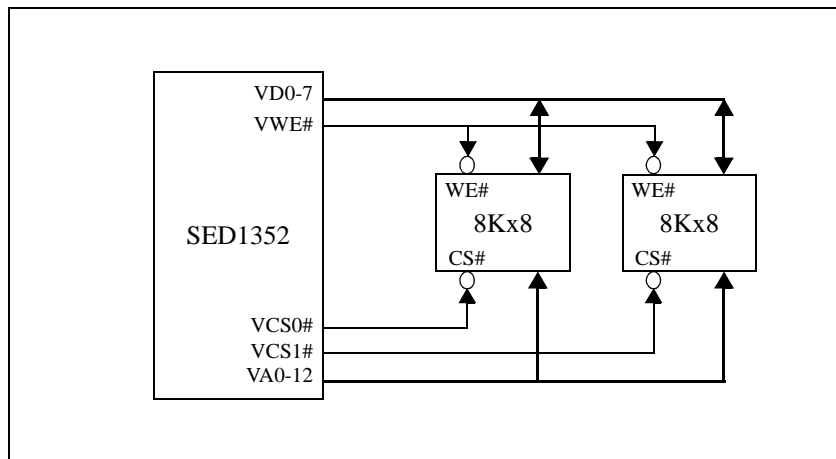 VD0-7
VWE#
WE#
WE#
8Kx8
8Kx8
SED1352
CS#
CS#
VCS0#
VCS1#
VA0-12